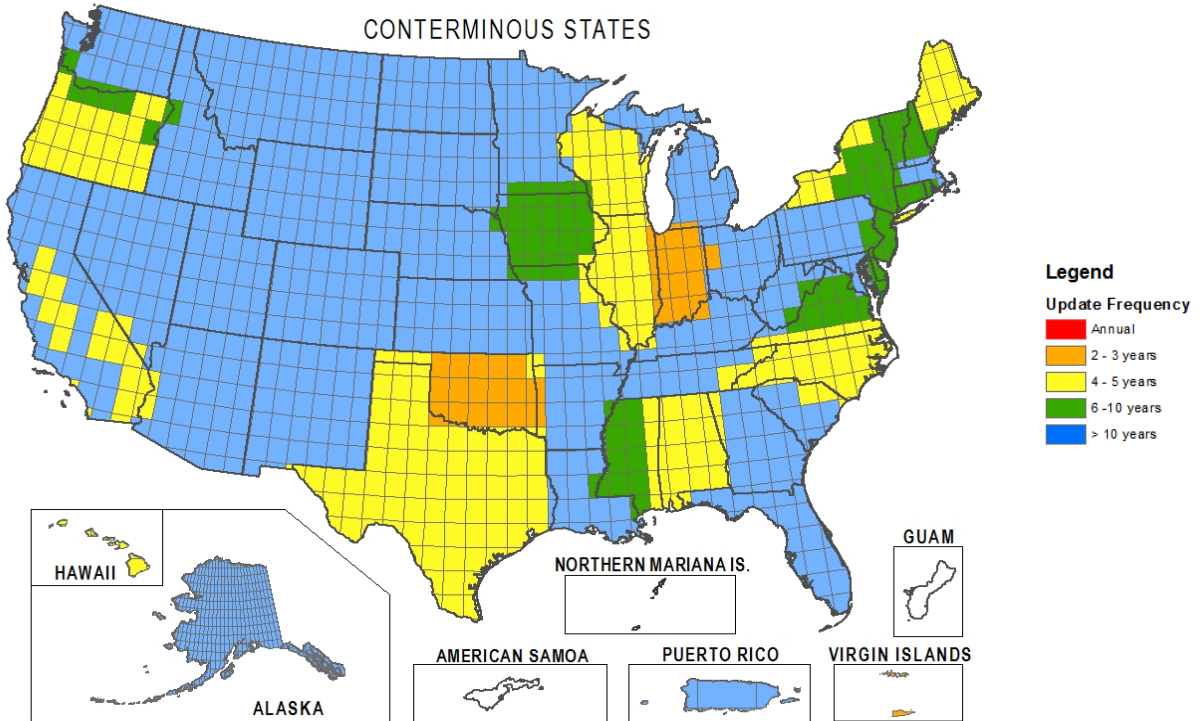 CONTERMINOUS STATES
Legend
Update Frequency
Annual
2 - 3 years
4 - 5 years
6 -10 years
> 10 years
HAWAII
ALASKA
NORTHERN MARIANA IS.
GUAM
AMERICAN SAMOA
PUERTO RICO
VIRGIN ISLANDS